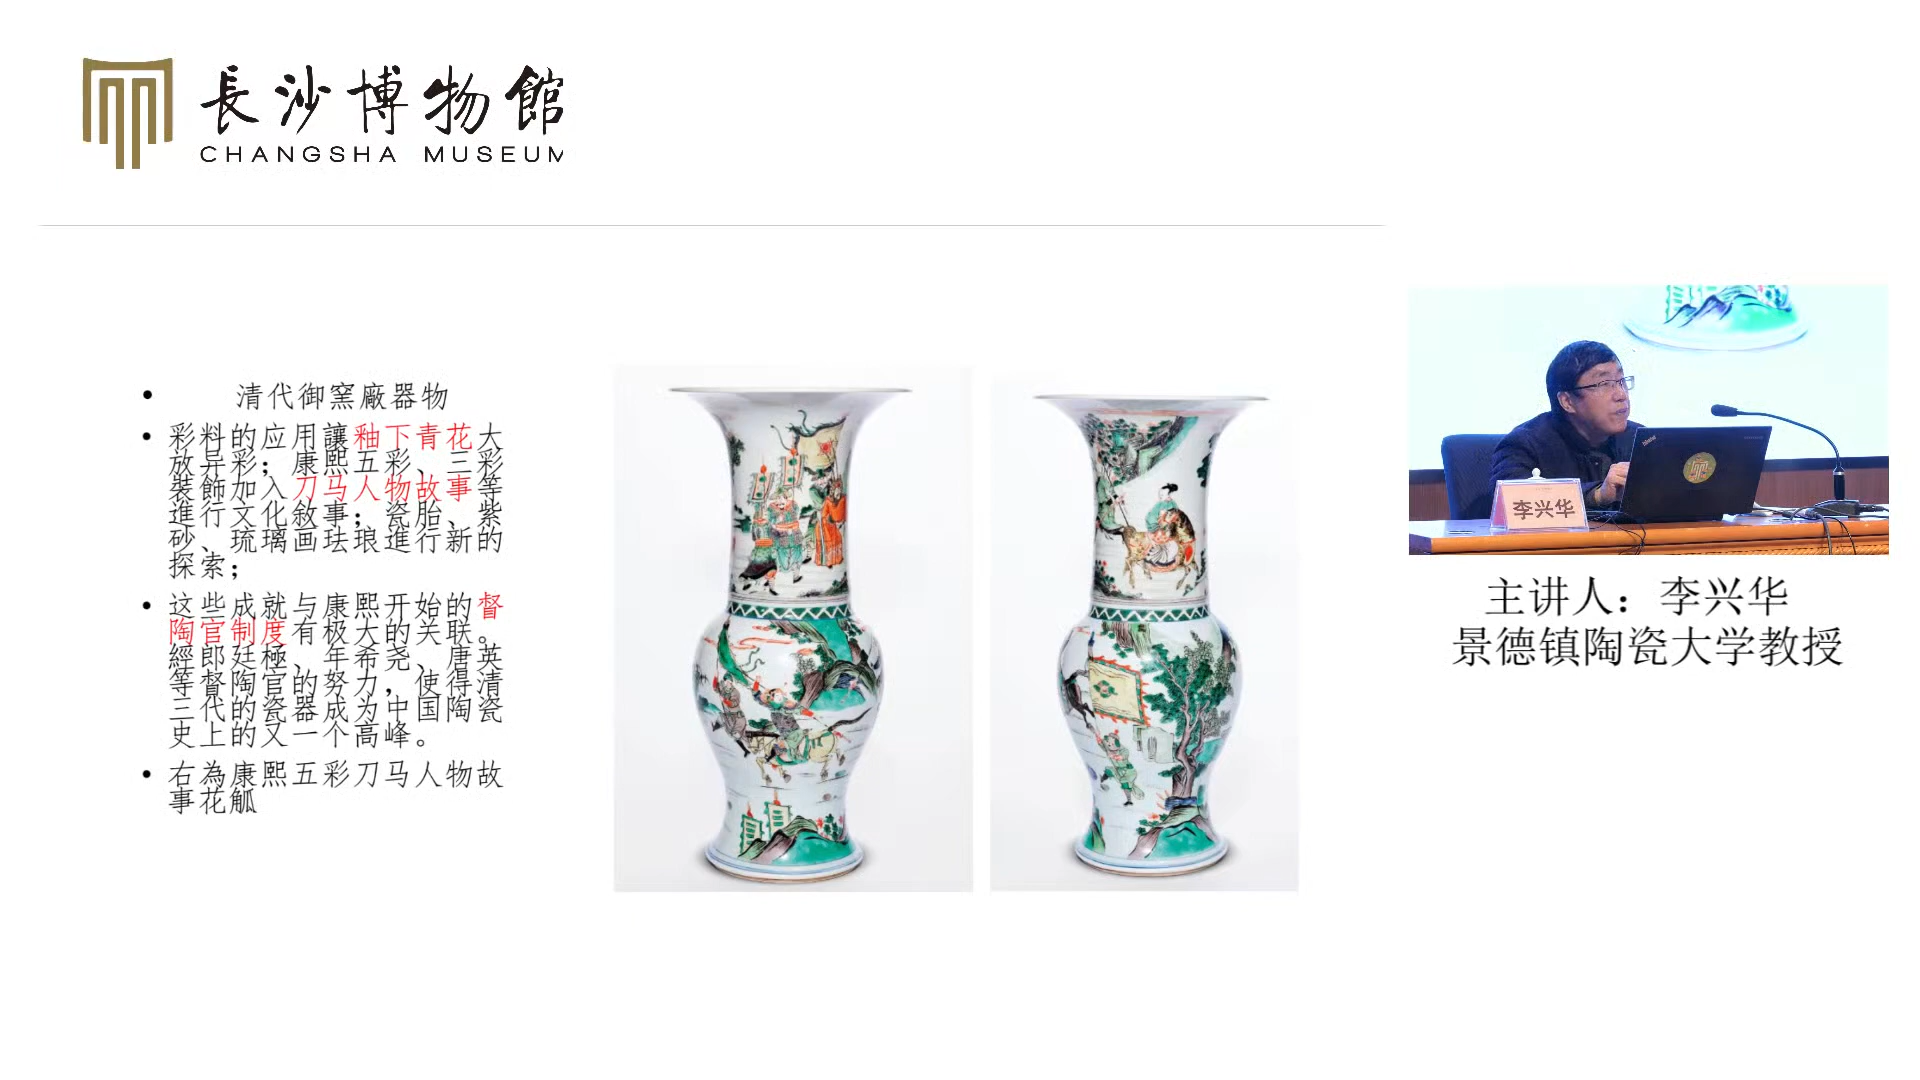 長沙博物館
CHANGSHA MUSEUM
• 清代御窯廠器物
• 彩料的应用讓釉下青花大
放异彩；康熙五彩、三彩
裝飾加入刀马人物故事等
進行文化敘事；瓷胎、紫
砂、琉璃画珐琅進行新的
探索；
• 这些成就与康熙开始的督
陶官制度有极大的关联。
經郎廷極、年希尧、唐英
等督陶官的努力，使得清
三代的瓷器成为中国陶瓷
史上的又一个高峰。
• 右為康熙五彩刀马人物故
事花觚
李兴华
主讲人：李兴华
景德镇陶瓷大学教授